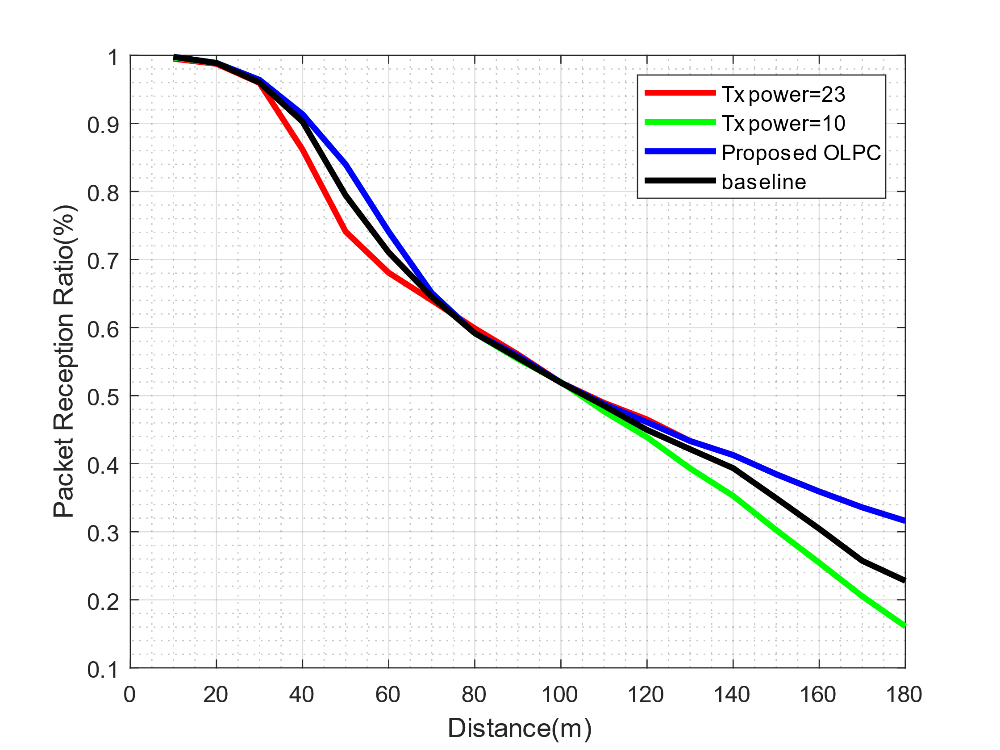 1
0.9
0.8
0.7
0.6
0.5
0.4
0.3
0.2
0.1
Packet Reception Ratio(%)
Tx power=23
Tx power=10
Proposed OLPC
baseline
0 20 40 60 80 100 120 140 160 180
Distance(m)